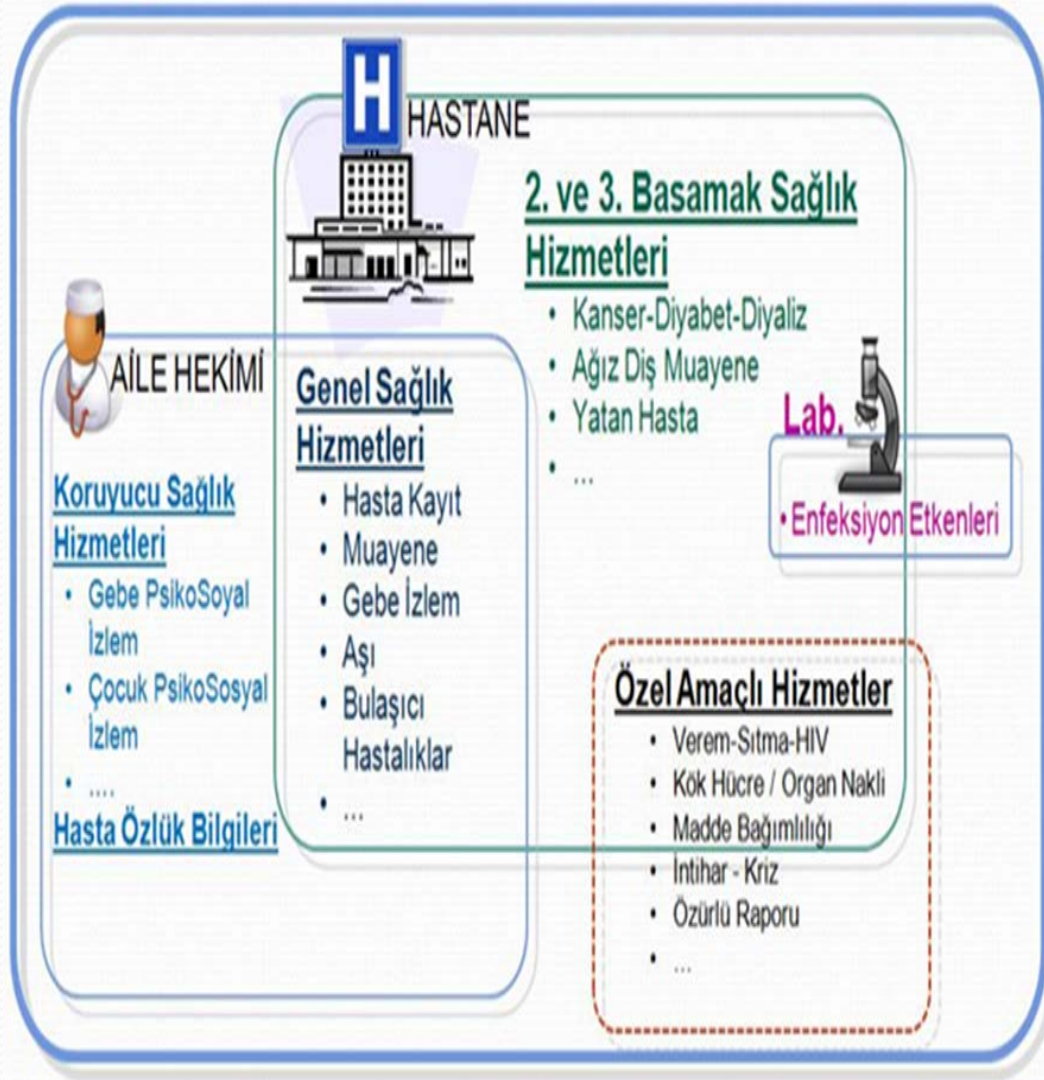 H
HASTANE
2. ve 3. Basamak Sağlık
Hizmetleri
• Kanser-Diyabet-Diyaliz
• Ağız Diş Muayene
• Yatan Hasta
• ...
Lab.
• Enfeksiyon Etkenleri
AİLE HEKİMİ
Koruyucu Sağlık
Hizmetleri
• Gebe PsikoSoyal
İzlem
• Çocuk PsikoSosyal
İzlem
• ....
Hasta Özlük Bilgileri
Genel Sağlık
Hizmetleri
• Hasta Kayıt
• Muayene
• Gebe İzlem
• Aşı
• Bulaşıcı
Hastalıklar
• ...
Özel Amaçlı Hizmetler
• Verem-Sıtma-HIV
• Kök Hücre / Organ Nakli
• Madde Bağımlılığı
• İntihar - Kriz
• Özürlü Raporu
• ...